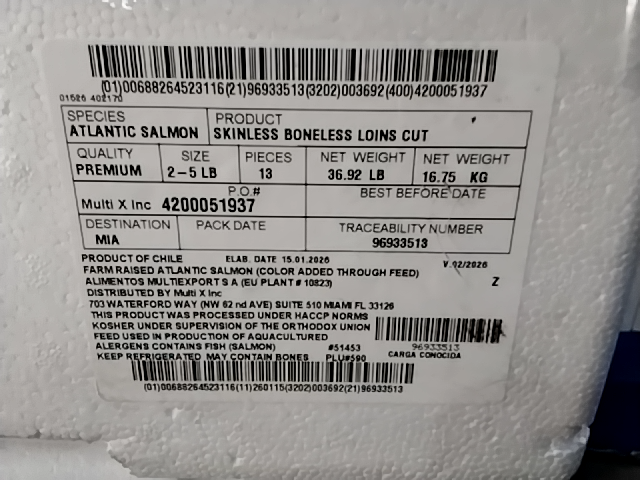 (01)00688264523116(21)96933513(3202)003692(400)4200051937
01526 402170
SPECIES PRODUCT
ATLANTIC SALMON SKINLESS BONELESS LOINS CUT
QUALITY SIZE PIECES NET WEIGHT NET WEIGHT
PREMIUM 2-5 LB 13 36.92 LB 16.75 KG
P.O.# BEST BEFORE DATE
Multi X Inc 4200051937
DESTINATION PACK DATE TRACEABILITY NUMBER
MIA 96933513
PRODUCT OF CHILE ELAB. DATE 15.01.2026 V.02/2026
FARM RAISED ATLANTIC SALMON (COLOR ADDED THROUGH FEED)
ALIMENTOS MULTIEXPORT S A (EU PLANT # 10823) Z
DISTRIBUTED BY Multi X Inc
703 WATERFORD WAY (NW 62 nd AVE) SUITE 510 MIAMI FL 33126
THIS PRODUCT WAS PROCESSED UNDER HACCP NORMS
KOSHER UNDER SUPERVISION OF THE ORTHODOX UNION
FEED USED IN PRODUCTION OF AQUACULTURED
ALERGENS CONTAINS FISH (SALMON) #51453 96933513
KEEP REFRIGERATED MAY CONTAIN BONES PLU#590 CARGA CONOCIDA
(01)00688264523116(11)260115(3202)003692(21)96933513